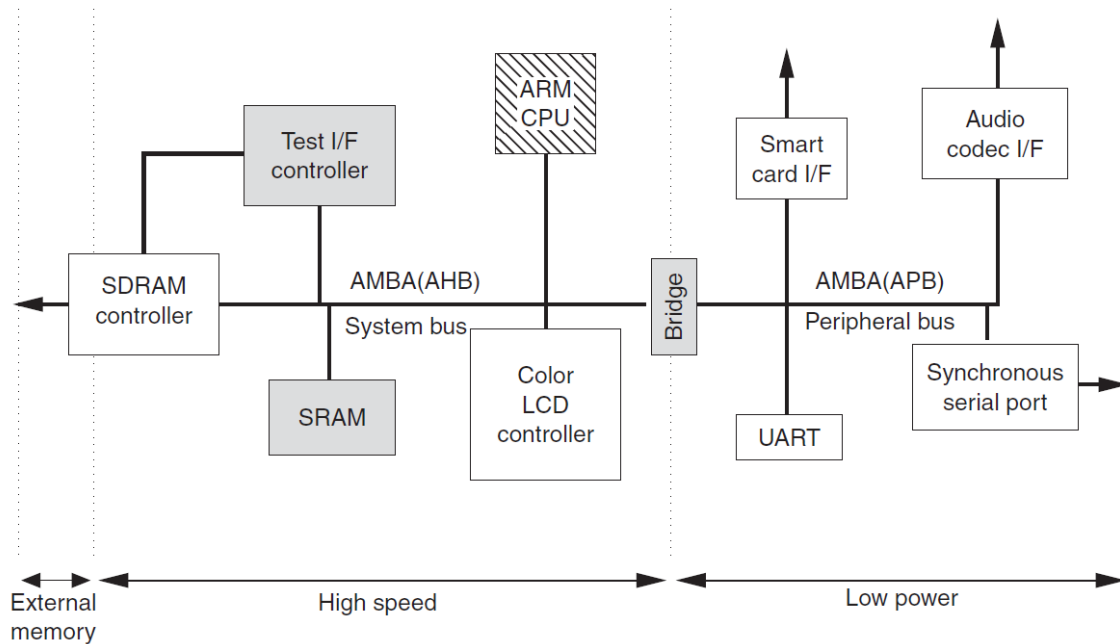 ARM
CPU
Test I/F
controller
Smart
card I/F
Audio
codec I/F
SDRAM
controller
AMBA(AHB)
System bus
Bridge
AMBA(APB)
Peripheral bus
SRAM
Color
LCD
controller
UART
Synchronous
serial port
External
memory
High speed
Low power